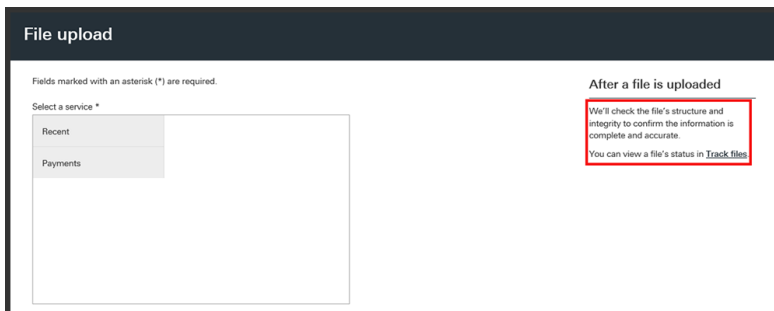 File upload
Fields marked with an asterisk (*) are required.
Select a service *
Recent
Payments
After a file is uploaded
We'll check the file's structure and
integrity to confirm the information is
complete and accurate.
You can view a file's status in Track files.